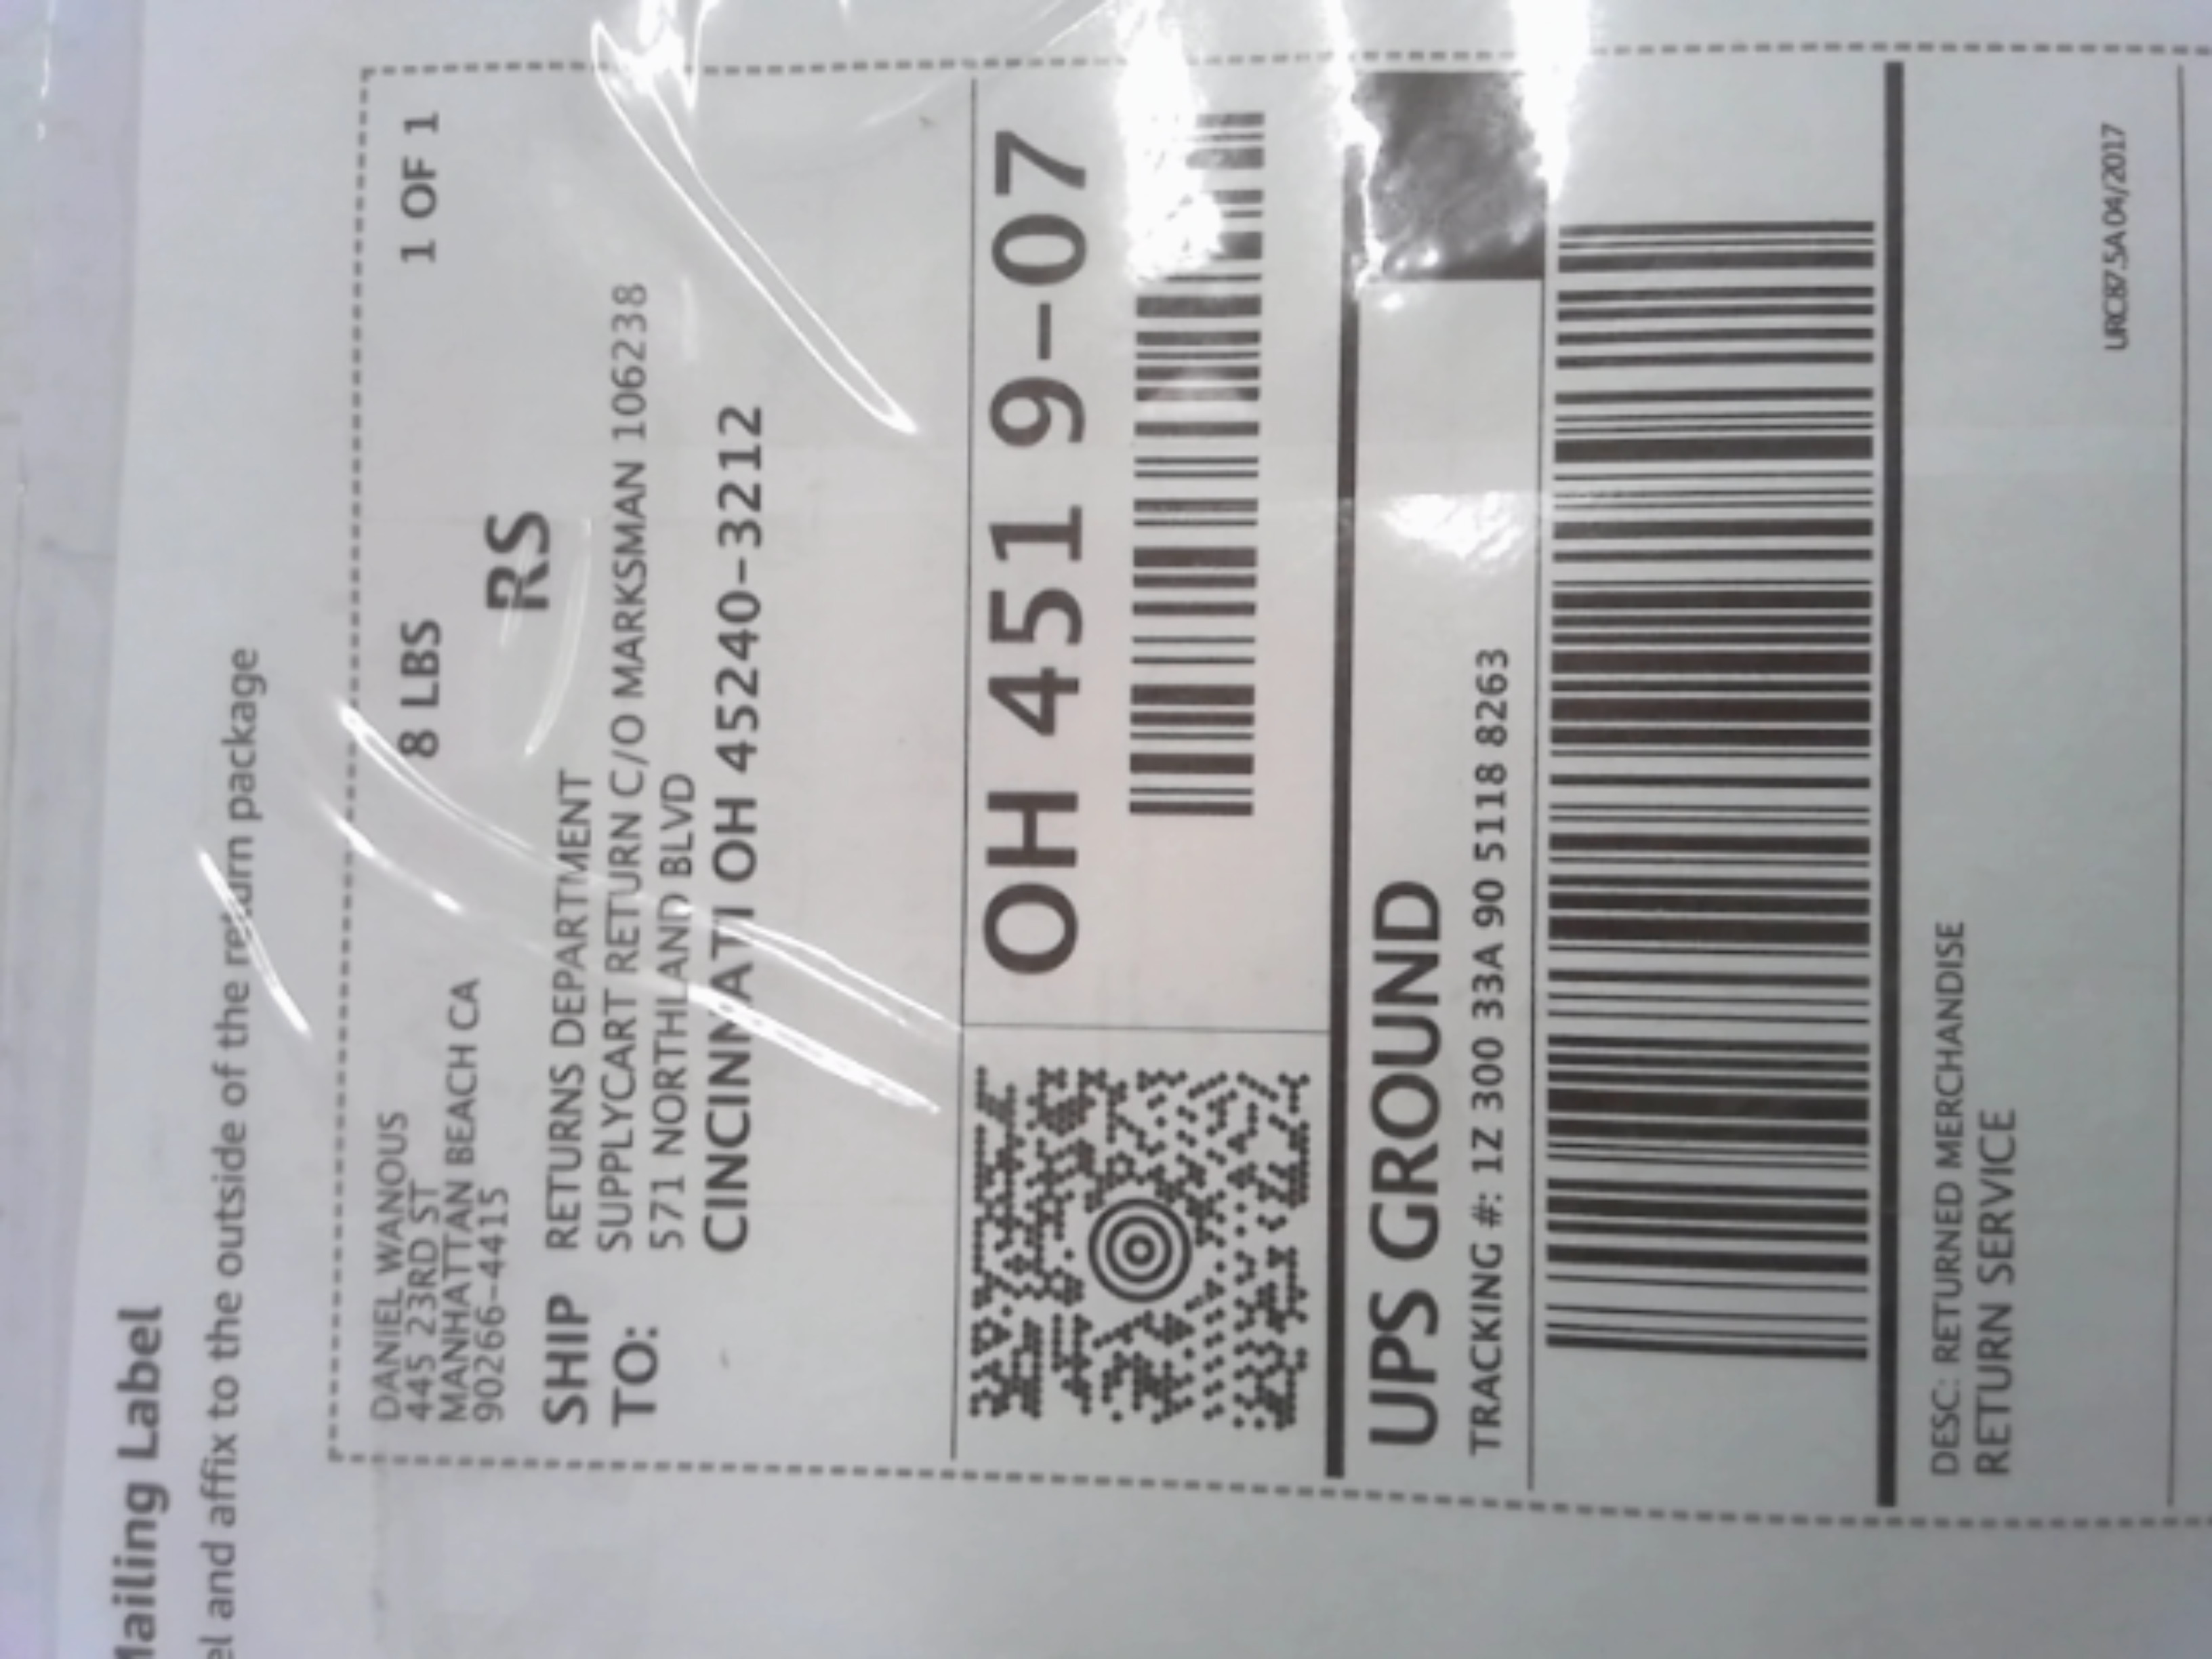 Mailing Label
el and affix to the outside of the return package
DANIEL WANOUS
445 23RD ST
MANHATTAN BEACH CA
90266-4415
8 LBS
1 OF 1
RS
SHIP TO:
RETURNS DEPARTMENT
SUPPLYCART RETURN C/O MARKSMAN 106238
571 NORTHLAND BLVD
CINCINNATI OH 45240-3212
OH 451 9-07
UPS GROUND
TRACKING #: 1Z 300 33A 90 5118 8263
DESC: RETURNED MERCHANDISE
RETURN SERVICE
URC87.5A 04/2017